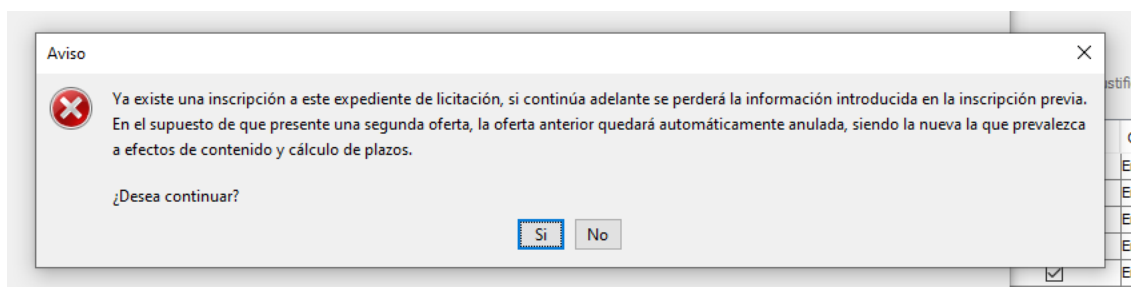 Aviso
Ya existe una inscripción a este expediente de licitación, si continúa adelante se perderá la información introducida en la inscripción previa.
En el supuesto de que presente una segunda oferta, la oferta anterior quedará automáticamente anulada, siendo la nueva la que prevalezca
a efectos de contenido y cálculo de plazos.
¿Desea continuar?
Si No